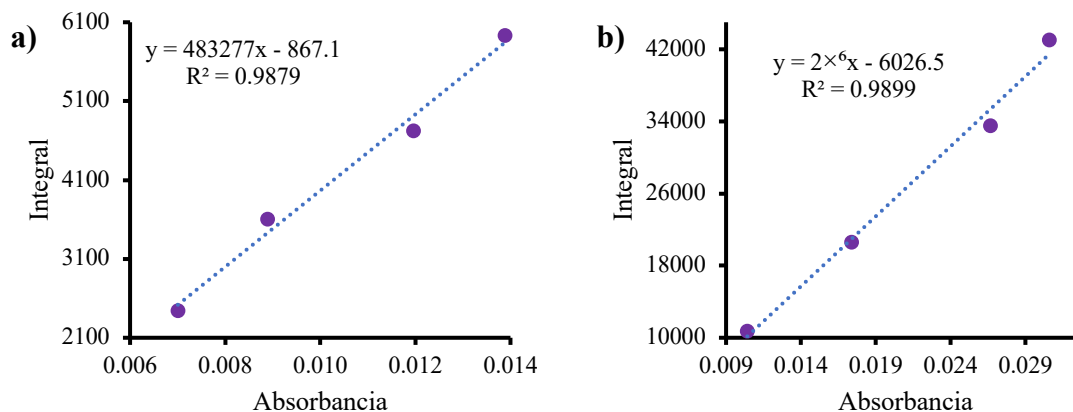 a)
y = 483277x - 867.1
R² = 0.9879
6100
5100
4100
3100
2100
Integral
0.006 0.008 0.010 0.012 0.014
Absorbancia
b)
y = 2×⁶x - 6026.5
R² = 0.9899
42000
34000
26000
18000
10000
Integral
0.009 0.014 0.019 0.024 0.029
Absorbancia